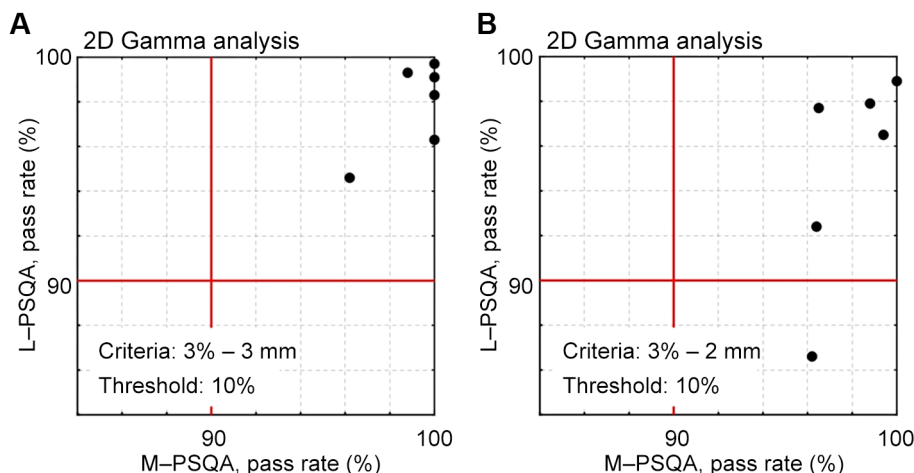 A
2D Gamma analysis
100
90
L–PSQA, pass rate (%)
Criteria: 3% – 3 mm
Threshold: 10%
90
100
M–PSQA, pass rate (%)
B
2D Gamma analysis
100
90
L–PSQA, pass rate (%)
Criteria: 3% – 2 mm
Threshold: 10%
90
100
M–PSQA, pass rate (%)